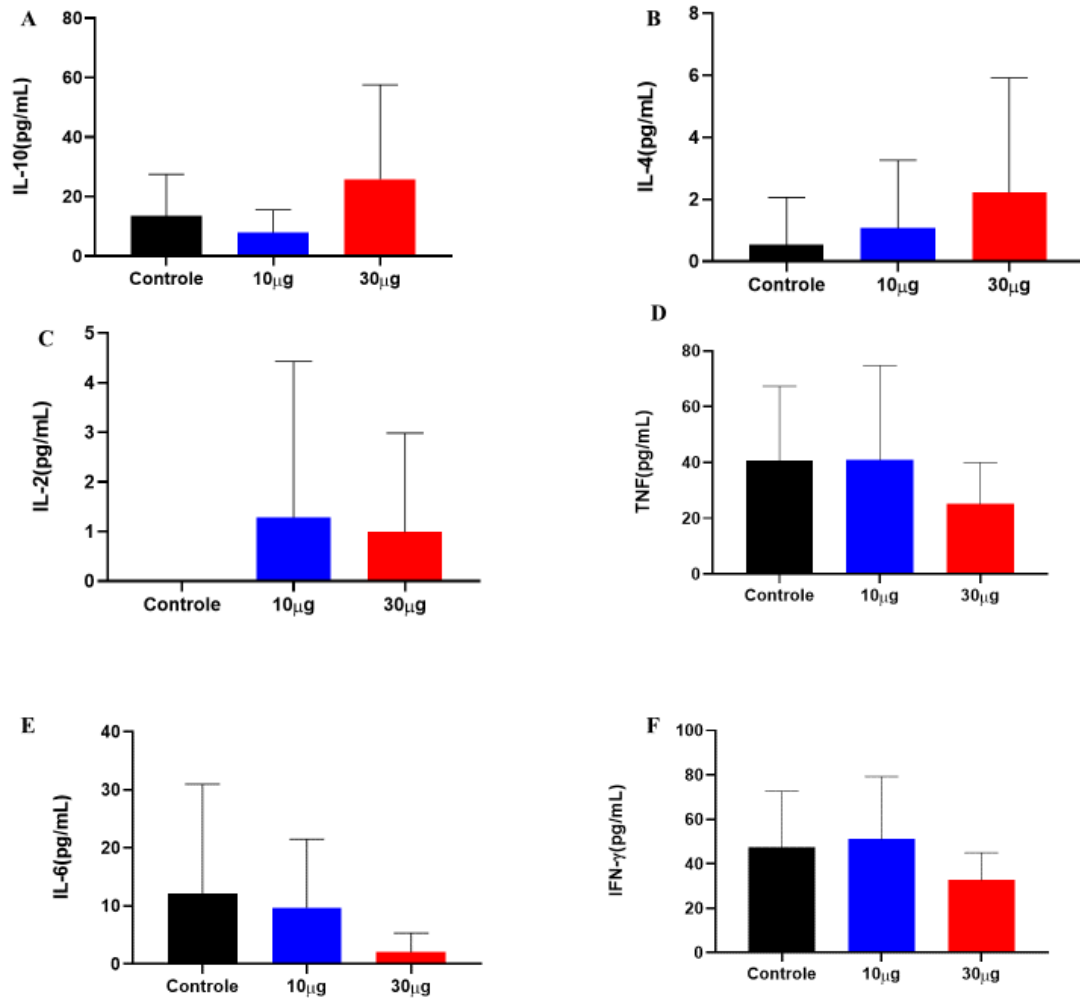 A
IL-10(pg/mL)
80
60
40
20
0
Controle 10μg 30μg
B
IL-4(pg/mL)
8
6
4
2
0
Controle 10μg 30μg
C
IL-2(pg/mL)
5
4
3
2
1
0
Controle 10μg 30μg
D
TNF(pg/mL)
80
60
40
20
0
Controle 10μg 30μg
E
IL-6(pg/mL)
40
30
20
10
0
Controle 10μg 30μg
F
IFN-γ(pg/mL)
100
80
60
40
20
0
Controle 10μg 30μg